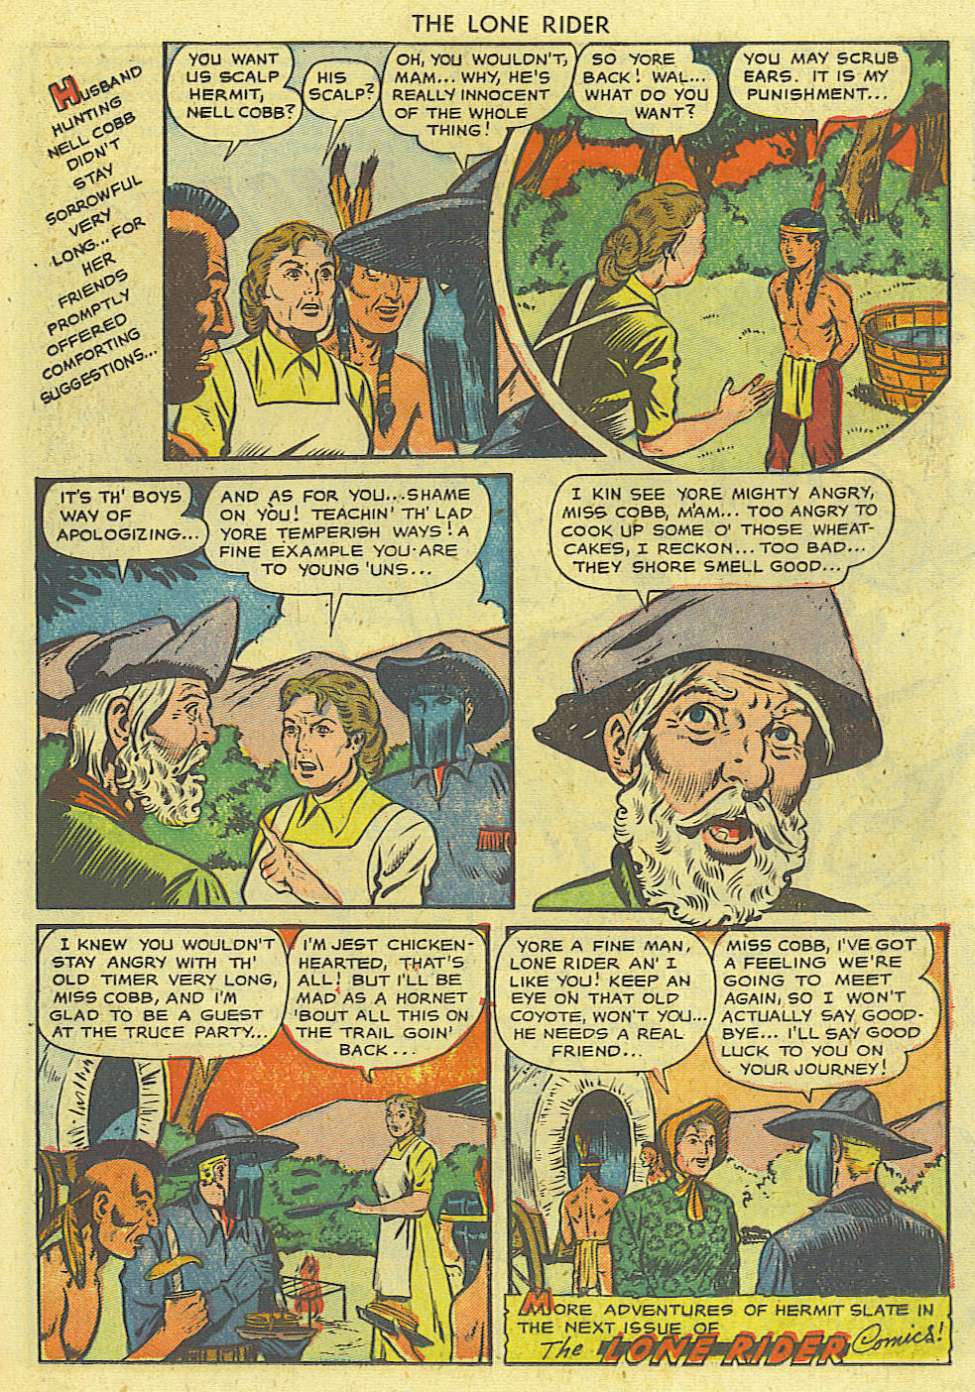 THE LONE RIDER
HUSBAND
HUNTING
NELL COBB
DIDN'T
STAY
SORROWFUL
VERY
LONG...FOR
HER
FRIENDS
PROMPTLY
OFFERED
COMFORTING
SUGGESTIONS...
YOU WANT
US SCALP
HERMIT,
NELL COBB?
HIS
SCALP?
OH, YOU WOULDN'T,
MAM... WHY, HE'S
REALLY INNOCENT
OF THE WHOLE
THING!
SO YORE
BACK! WAL...
WHAT DO YOU
WANT?
YOU MAY SCRUB
EARS. IT IS MY
PUNISHMENT...
IT'S TH' BOYS
WAY OF
APOLOGIZING...
AND AS FOR YOU...SHAME
ON YOU! TEACHIN' TH' LAD
YORE TEMPERISH WAYS! A
FINE EXAMPLE YOU ARE
TO YOUNG 'UNS...
I KIN SEE YORE MIGHTY ANGRY,
MISS COBB, M'AM... TOO ANGRY TO
COOK UP SOME O' THOSE WHEAT-
CAKES, I RECKON... TOO BAD...
THEY SHORE SMELL GOOD...
I KNEW YOU WOULDN'T
STAY ANGRY WITH TH'
OLD TIMER VERY LONG,
MISS COBB, AND I'M
GLAD TO BE A GUEST
AT THE TRUCE PARTY...
I'M JEST CHICKEN-
HEARTED, THAT'S
ALL! BUT I'LL BE
MAD AS A HORNET
'BOUT ALL THIS ON
THE TRAIL GOIN'
BACK...
YORE A FINE MAN,
LONE RIDER AN' I
LIKE YOU! KEEP AN
EYE ON THAT OLD
COYOTE, WON'T YOU...
HE NEEDS A REAL
FRIEND...
MISS COBB, I'VE GOT
A FEELING WE'RE
GOING TO MEET
AGAIN, SO I WON'T
ACTUALLY SAY GOOD-
BYE... I'LL SAY GOOD
LUCK TO YOU ON
YOUR JOURNEY!
MORE ADVENTURES OF HERMIT SLATE IN
THE NEXT ISSUE OF
The LONE RIDER Comics!